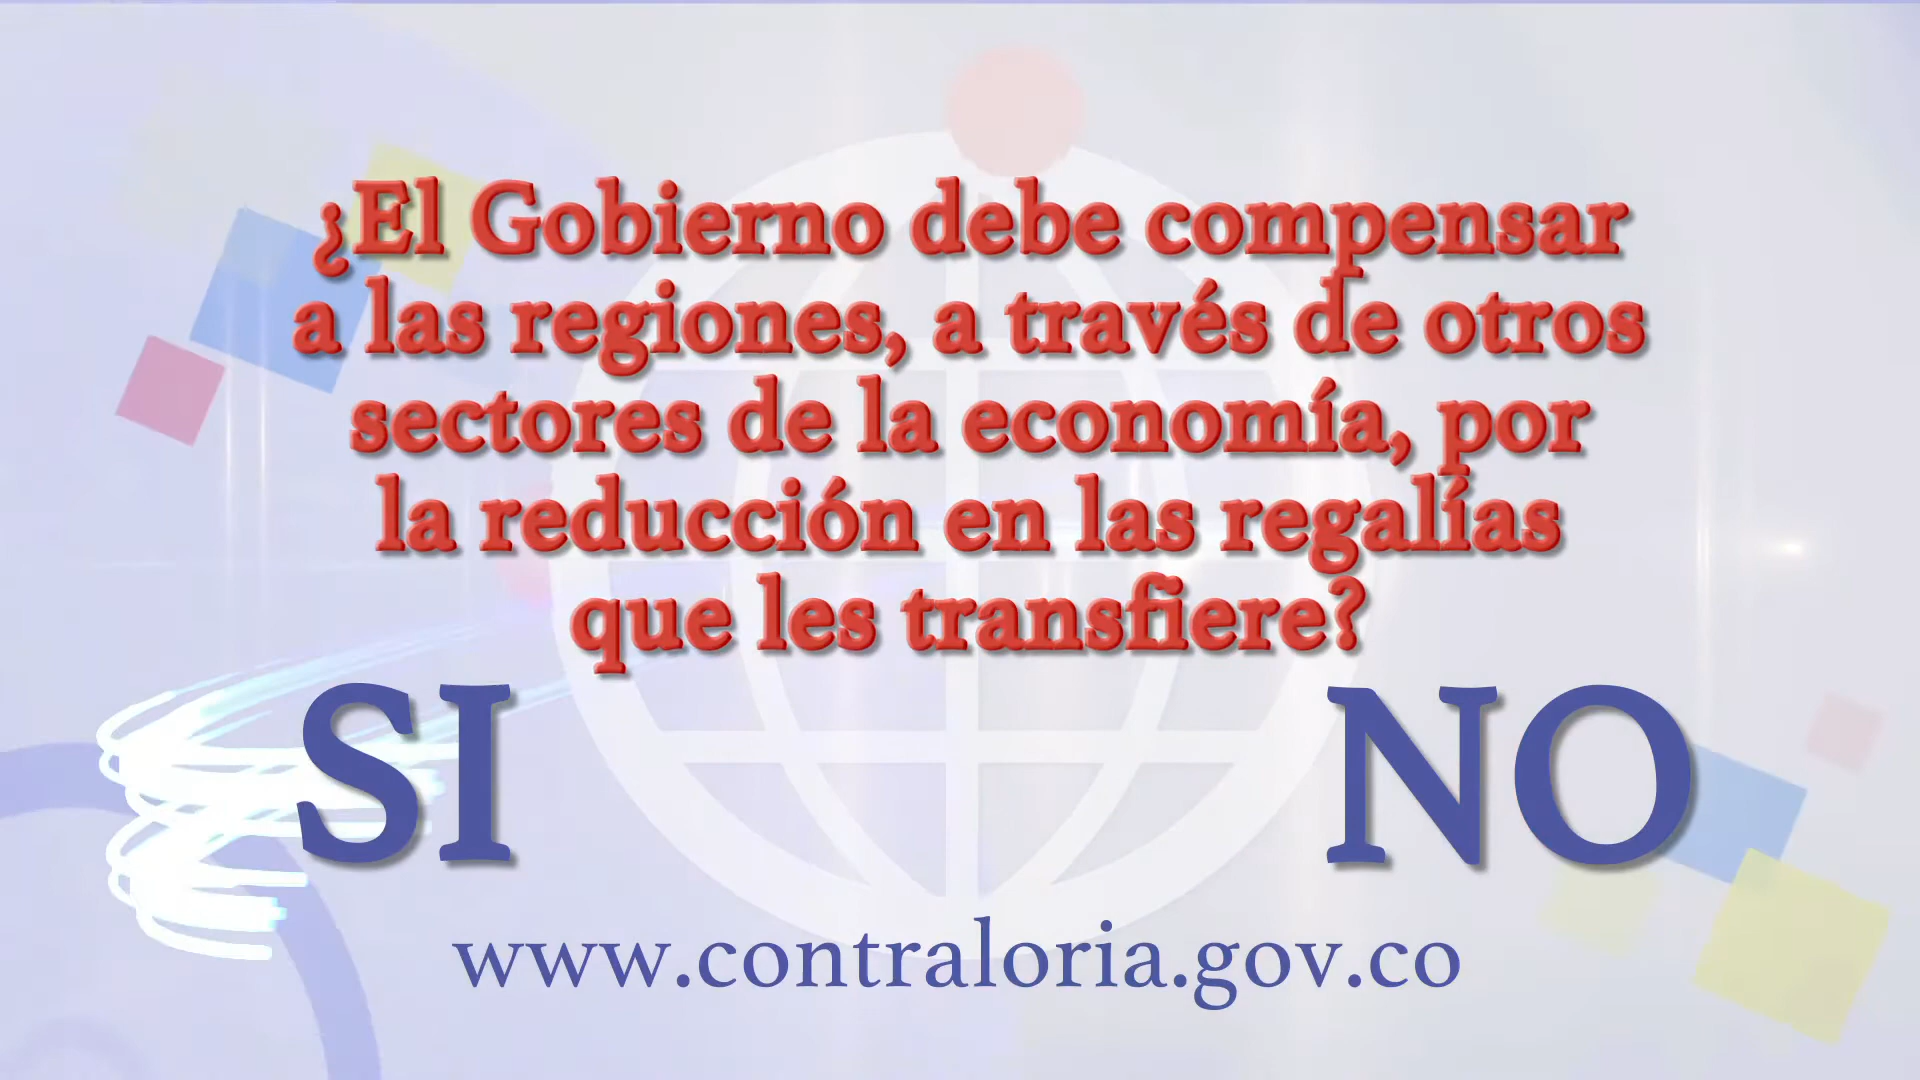 ¿El Gobierno debe compensar
a las regiones, a través de otros
sectores de la economía, por
la reducción en las regalías
que les transfiere?
SI NO
www.contraloria.gov.co